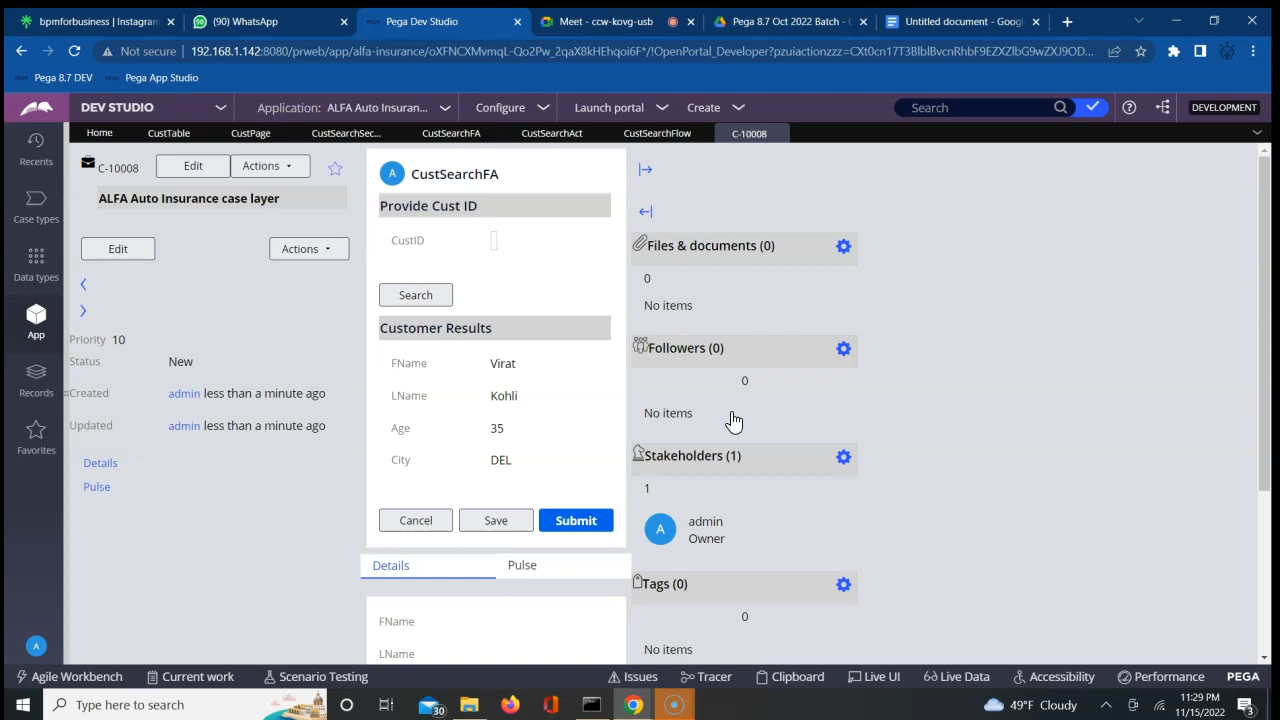 bpmforbusiness | Instagram
(90) WhatsApp
Pega Dev Studio
Meet - ccw-kovg-usb
Pega 8.7 Oct 2022 Batch -
Untitled document - Google
Not secure | 192.168.1.142:8080/prweb/app/alfa-insurance/oXFNCXMvmqL-Qo2Pw_2qaX8kHEhqoi6F*/!OpenPortal_Developer?pzuiactionzzz=CXt0cn17T3BlblBvcnRhbF9EZXZlbG9wZXJ9OD...
Pega 8.7 DEV
Pega App Studio
DEV STUDIO
Application: ALFA Auto Insuran...
Configure
Launch portal
Create
Search
DEVELOPMENT
Home
CustTable
CustPage
CustSearchSec...
CustSearchFA
CustSearchAct
CustSearchFlow
C-10008
Recents
Case types
Data types
App
Records
Favorites
A
C-10008
Edit
Actions
ALFA Auto Insurance case layer
Edit
Actions
Priority 10
Status New
Created admin less than a minute ago
Updated admin less than a minute ago
Details
Pulse
A CustSearchFA
Provide Cust ID
CustID
Search
Customer Results
FName Virat
LName Kohli
Age 35
City DEL
Cancel
Save
Submit
Details
Pulse
FName
LName
Files & documents (0)
0
No items
Followers (0)
0
No items
Stakeholders (1)
1
A
admin
Owner
Tags (0)
0
No items
Agile Workbench
Current work
Scenario Testing
Issues
Tracer
Clipboard
Live UI
Live Data
Accessibility
Performance
PEGA
Type here to search
30
49°F Cloudy
11:29 PM
11/15/2022
3